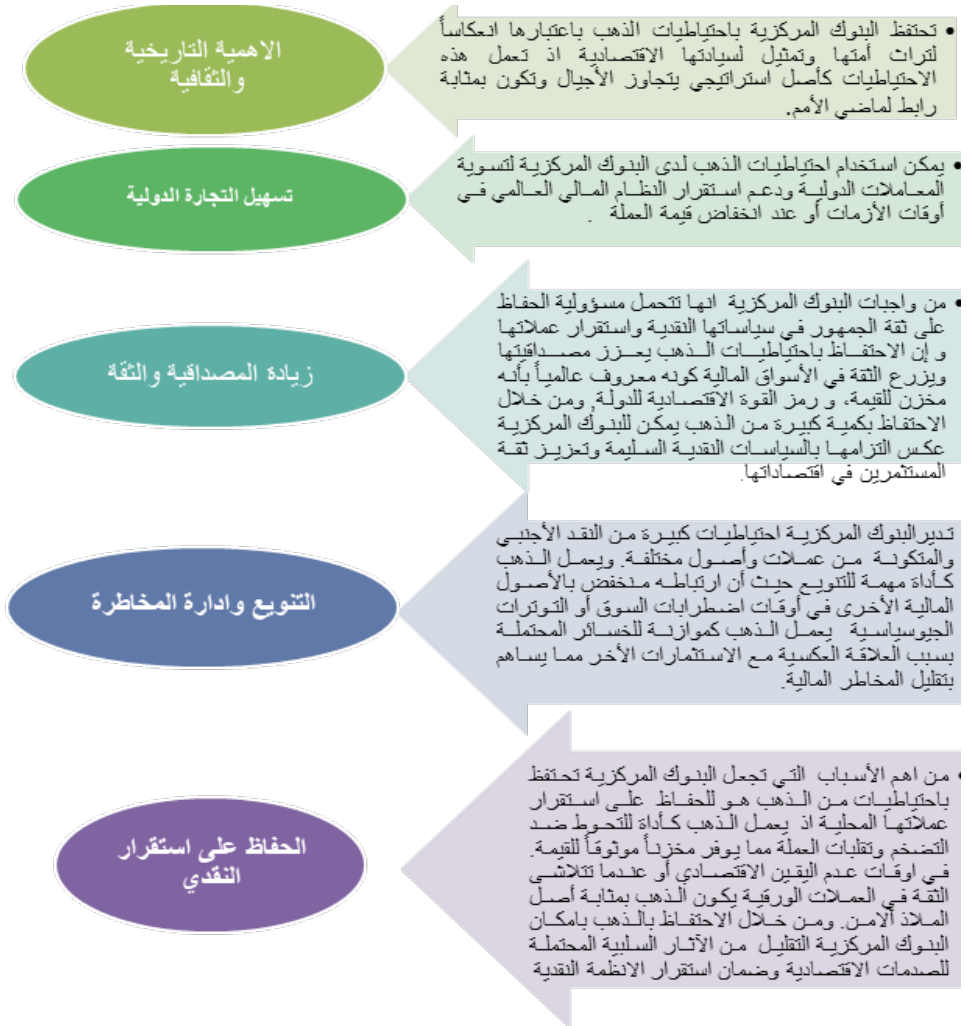 الاهمية التاريخية
والثقافية
• تحتفظ البنوك المركزية باحتياطيات الذهب باعتبارها انعكاساً
لتراث أمتها وتمثيل لسيادتها الاقتصادية اذ تعمل هذه
الاحتياطيات كأصل استراتيجي يتجاوز الأجيال وتكون بمثابة
رابط لماضي الأمم.
تسهيل التجارة الدولية
• يمكن استخدام احتياطيات الذهب لدى البنوك المركزية لتسوية
المعاملات الدولية ودعم استقرار النظام المالي العالمي في
أوقات الأزمات أو عند انخفاض قيمة العملة .
زيادة المصداقية والثقة
• من واجبات البنوك المركزية انها تتحمل مسؤولية الحفاظ
على ثقة الجمهور في سياساتها النقدية واستقرار عملاتها
و إن الاحتفاظ باحتياطيات الذهب يعزز مصداقيتها
ويزرع الثقة في الأسواق المالية كونه معروف عالمياً بأنه
مخزن للقيمة، و رمز القوة الاقتصادية للدولة, ومن خلال
الاحتفاظ بكمية كبيرة من الذهب يمكن للبنوك المركزية
عكس التزامها بالسياسات النقدية السليمة وتعزيز ثقة
المستثمرين في اقتصاداتها.
التنويع وادارة المخاطرة
تديرالبنوك المركزية احتياطيات كبيرة من النقد الأجنبي
والمتكونة من عملات وأصول مختلفة. ويعمل الذهب
كأداة مهمة للتنويع حيث أن ارتباطه منخفض بالأصول
المالية الأخرى في أوقات اضطرابات السوق أو التوترات
الجيوسياسية يعمل الذهب كموازنة للخسائر المحتملة
بسبب العلاقة العكسية مع الاستثمارات الأخر مما يساهم
بتقليل المخاطر المالية.
الحفاظ على استقرار
النقدي
• من اهم الأسباب التي تجعل البنوك المركزية تحتفظ
باحتياطيات من الذهب هو للحفاظ على استقرار
عملاتها المحلية اذ يعمل الذهب كأداة للتحوط ضد
التضخم وتقلبات العملة مما يوفر مخزناً موثوقاً للقيمة.
في اوقات عدم اليقين الاقتصادي أو عندما تتلاشى
الثقة في العملات الورقية يكون الذهب بمثابة أصل
الملاذ ألامن. ومن خلال الاحتفاظ بالذهب بامكان
البنوك المركزية التقليل من الآثار السلبية المحتملة
للصدمات الاقتصادية وضمان استقرار الانظمة النقدية